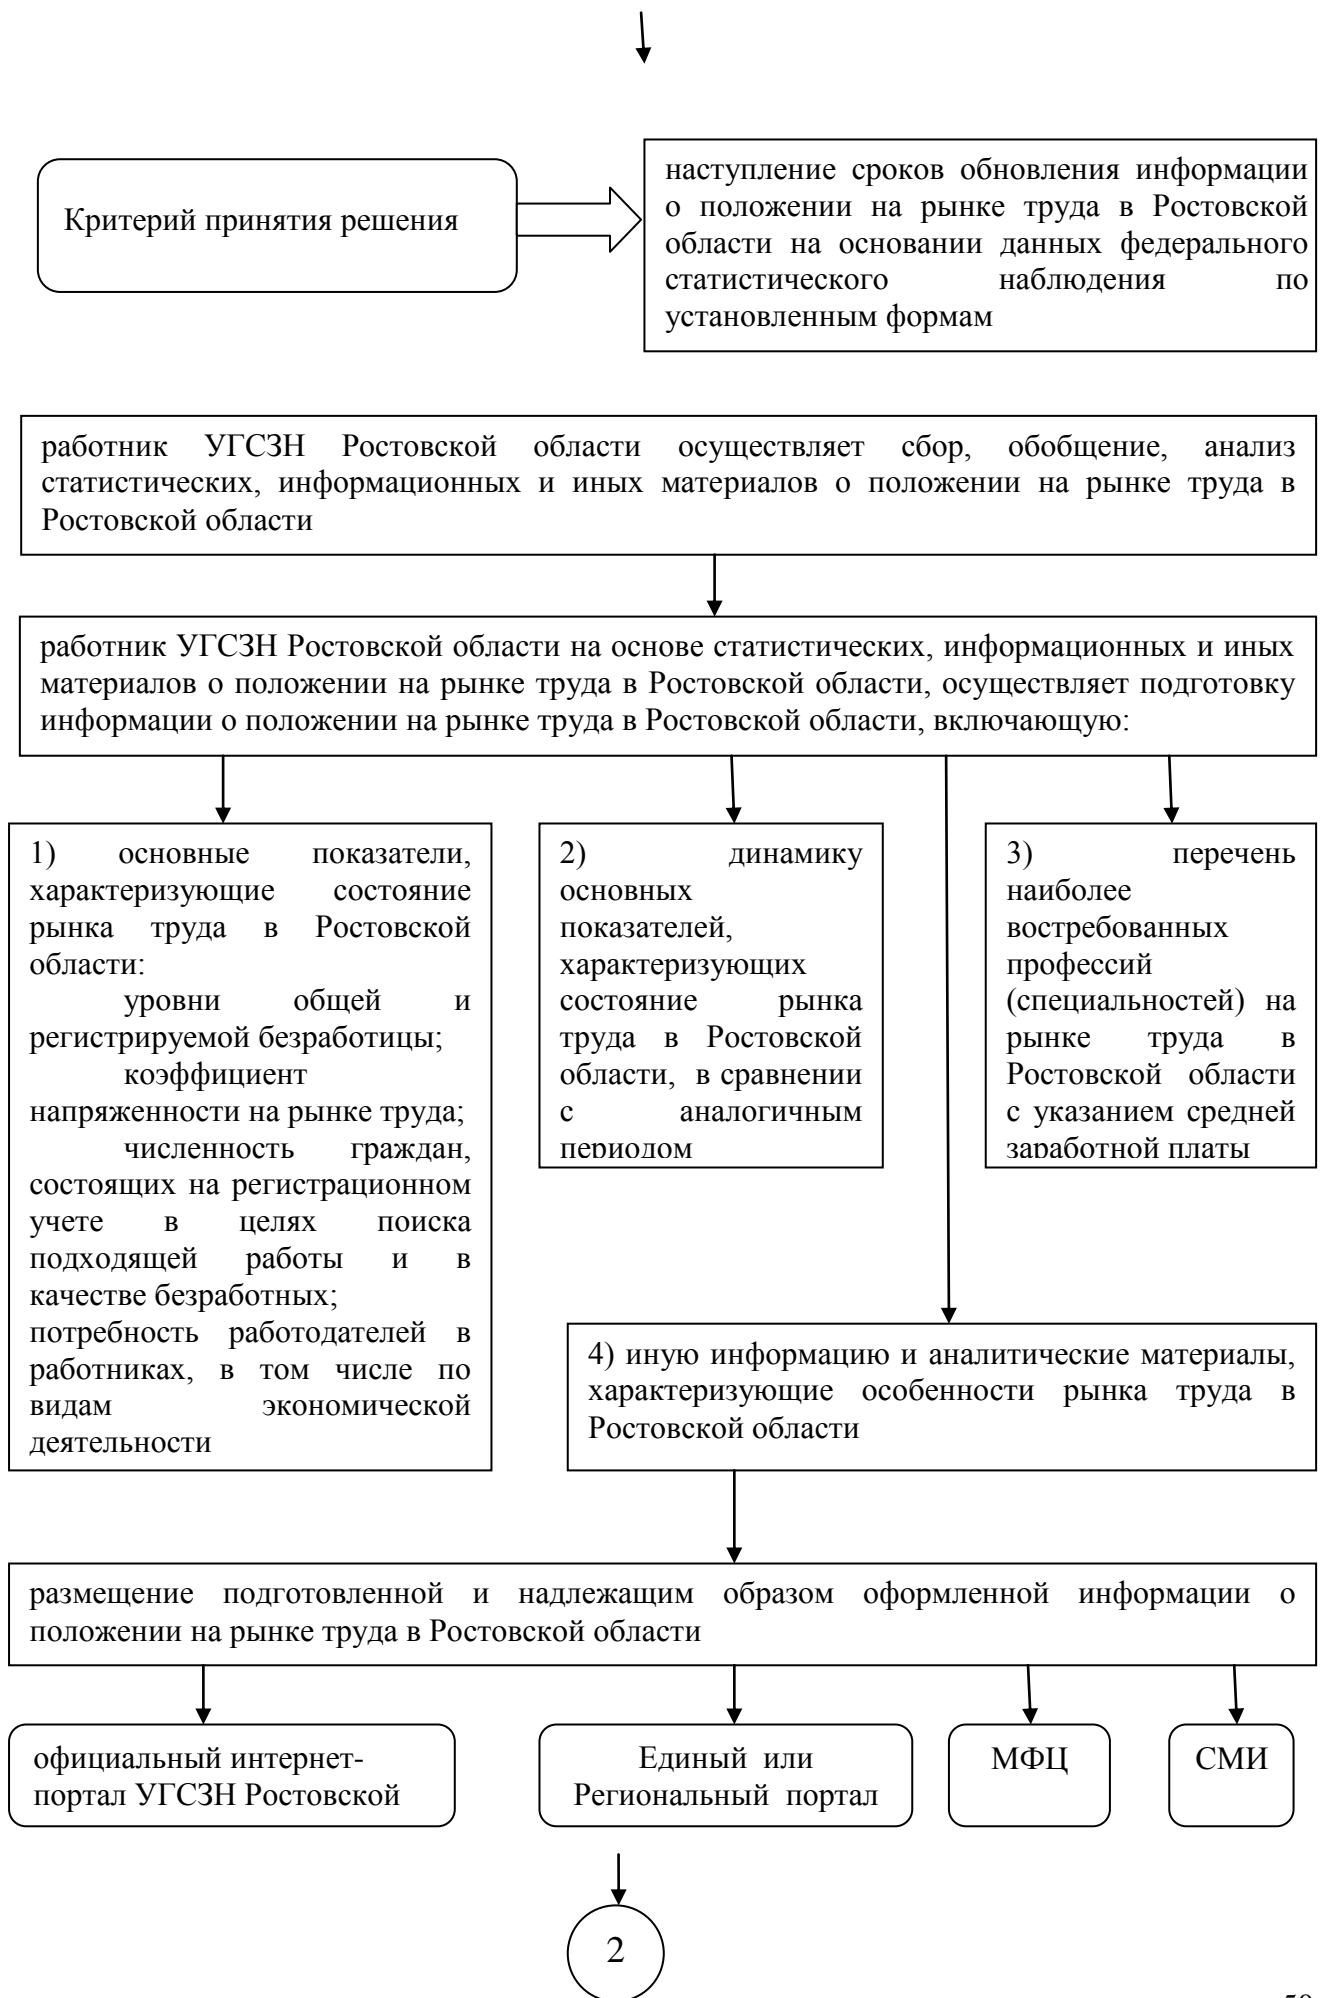 Критерий принятия решения
наступление сроков обновления информации
о положении на рынке труда в Ростовской
области на основании данных федерального
статистического наблюдения по
установленным формам
работник УГСЗН Ростовской области осуществляет сбор, обобщение, анализ
статистических, информационных и иных материалов о положении на рынке труда в
Ростовской области
работник УГСЗН Ростовской области на основе статистических, информационных и иных
материалов о положении на рынке труда в Ростовской области, осуществляет подготовку
информации о положении на рынке труда в Ростовской области, включающую:
1) основные показатели,
характеризующие состояние
рынка труда в Ростовской
области:
уровни общей и
регистрируемой безработицы;
коэффициент
напряженности на рынке труда;
численность граждан,
состоящих на регистрационном
учете в целях поиска
подходящей работы и в
качестве безработных;
потребность работодателей в
работниках, в том числе по
видам экономической
деятельности
2) динамику
основных
показателей,
характеризующих
состояние рынка
труда в Ростовской
области, в сравнении
с аналогичным
периодом
3) перечень
наиболее
востребованных
профессий
(специальностей) на
рынке труда в
Ростовской области
с указанием средней
заработной платы
4) иную информацию и аналитические материалы,
характеризующие особенности рынка труда в
Ростовской области
размещение подготовленной и надлежащим образом оформленной информации о
положении на рынке труда в Ростовской области
официальный интернет-
портал УГСЗН Ростовской
Единый или
Региональный портал
МФЦ
СМИ
2